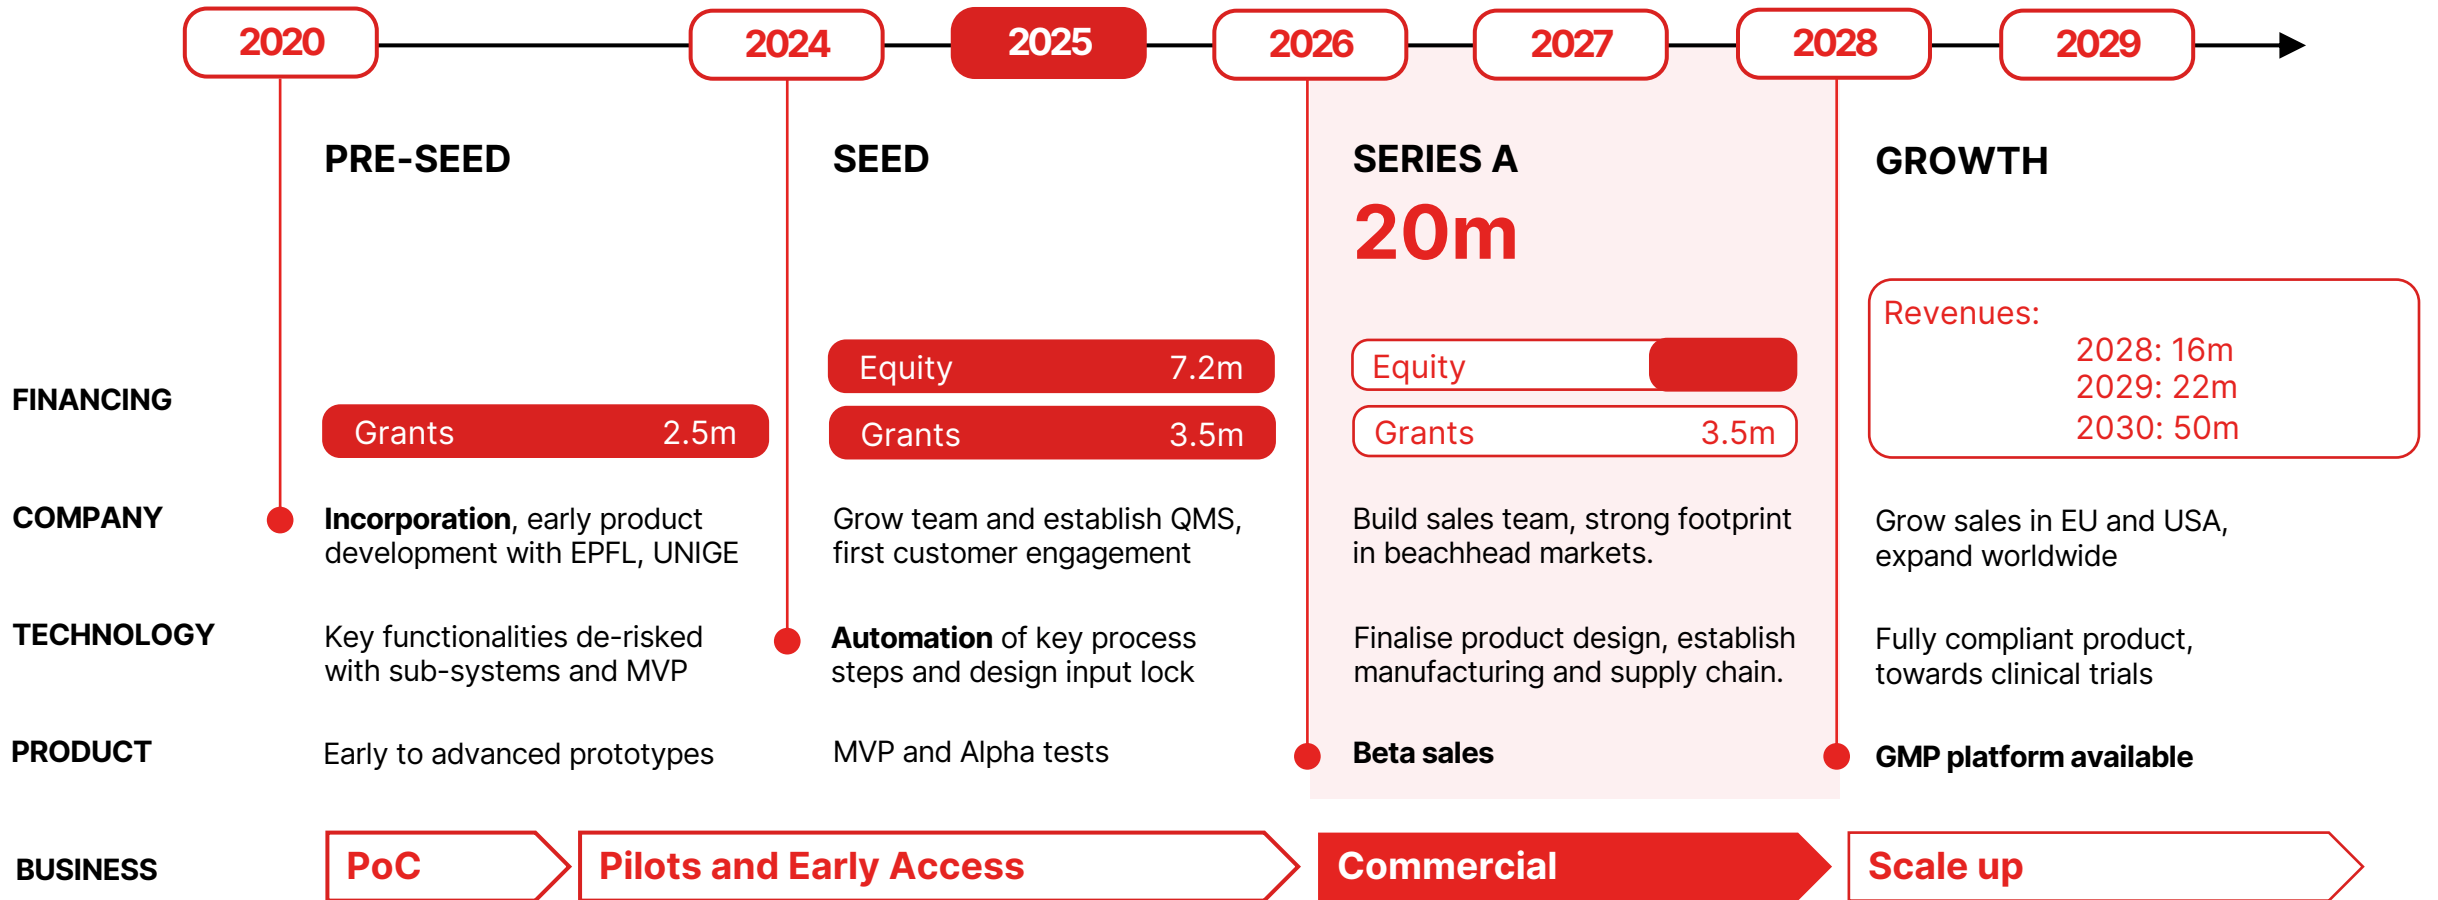 2020
2024
2025
2026
2027
2028
2029
PRE-SEED
SEED
SERIES A
20m
GROWTH
FINANCING
Grants 2.5m
Equity 7.2m
Grants 3.5m
Equity
Grants 3.5m
Revenues:
2028: 16m
2029: 22m
2030: 50m
COMPANY
Incorporation, early product
development with EPFL, UNIGE
Grow team and establish QMS,
first customer engagement
Build sales team, strong footprint
in beachhead markets.
Grow sales in EU and USA,
expand worldwide
TECHNOLOGY
Key functionalities de-risked
with sub-systems and MVP
Automation of key process
steps and design input lock
Finalise product design, establish
manufacturing and supply chain.
Fully compliant product,
towards clinical trials
PRODUCT
Early to advanced prototypes
MVP and Alpha tests
Beta sales
GMP platform available
BUSINESS
PoC
Pilots and Early Access
Commercial
Scale up